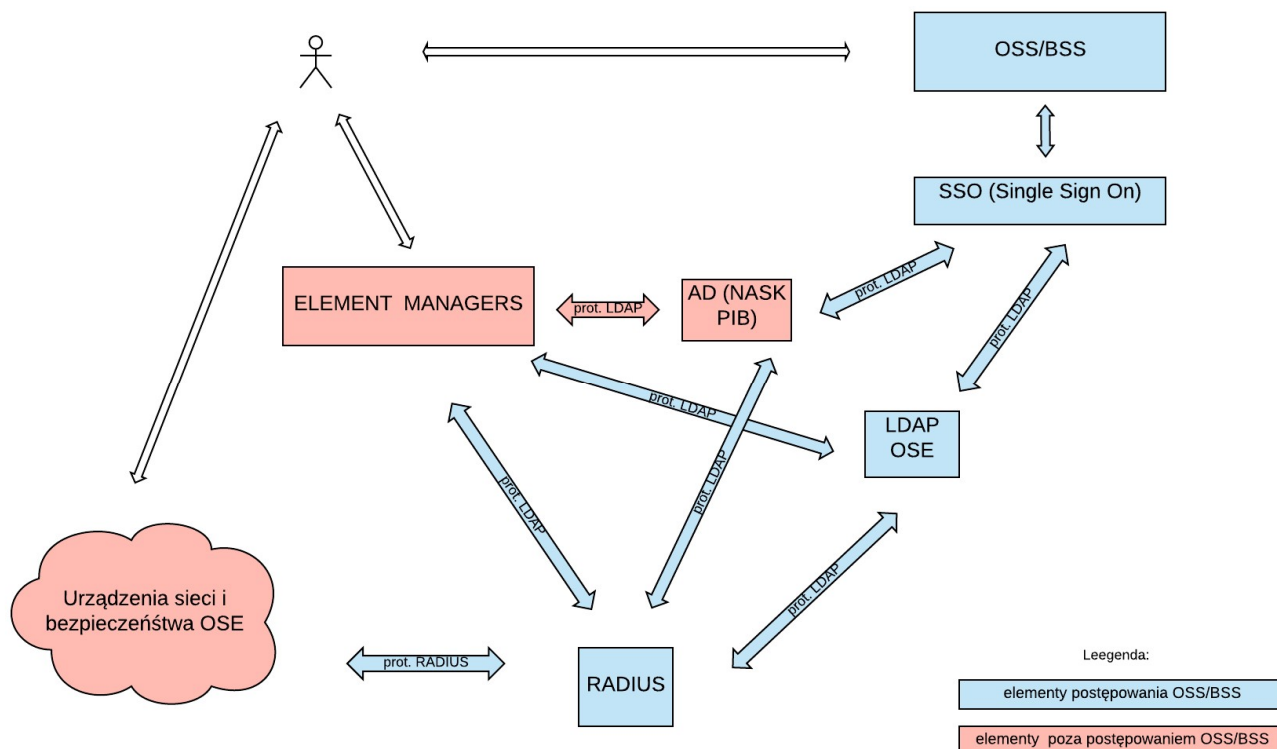 OSS/BSS
SSO (Single Sign On)
prot. LDAP
ELEMENT  MANAGERS
prot. LDAP
AD (NASK
PIB)
prot. LDAP
prot. LDAP
LDAP
OSE
prot. LDAP
prot. LDAP
prot. LDAP
Urządzenia sieci i
bezpieczeńśtwa OSE
prot. RADIUS
RADIUS
Leegenda:
elementy postępowania OSS/BSS
elementy  poza postępowaniem OSS/BSS